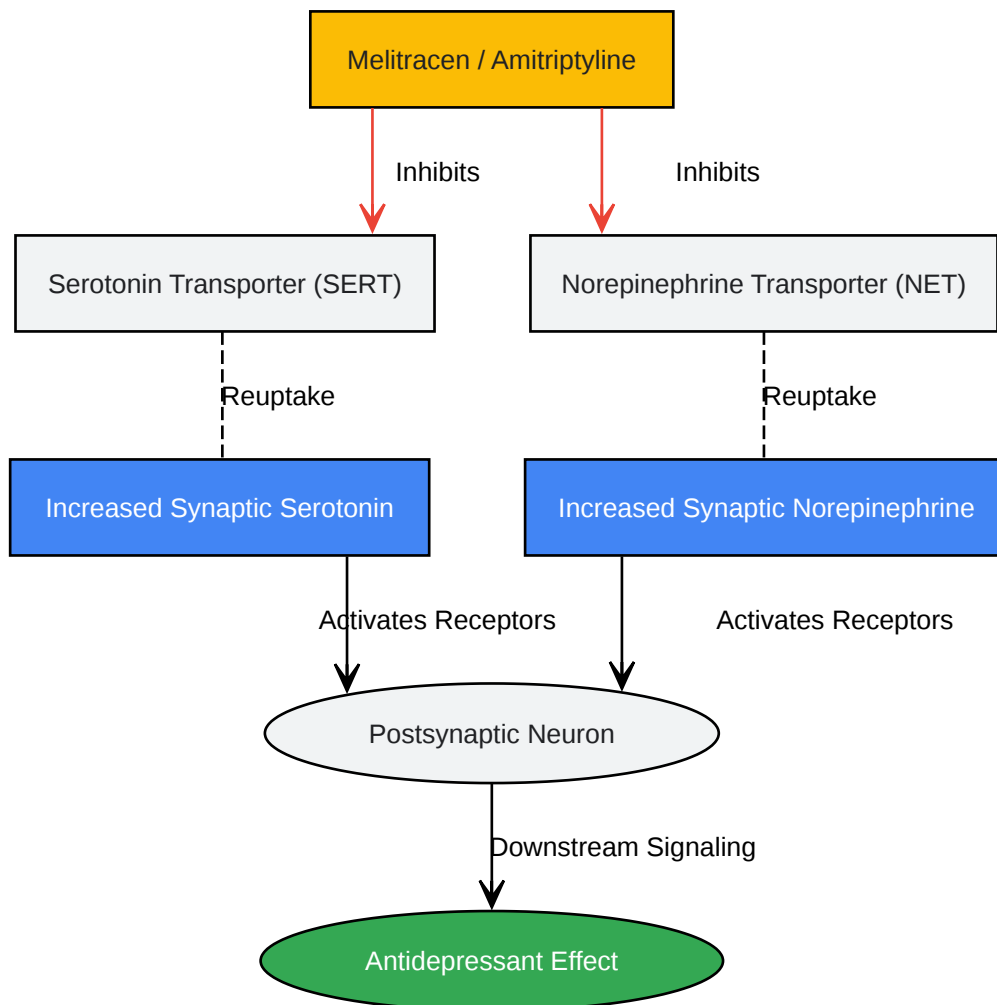 Melitracen / Amitriptyline
Inhibits
Inhibits
Serotonin Transporter (SERT)
Norepinephrine Transporter (NET)
Reuptake
Reuptake
Increased Synaptic Serotonin
Increased Synaptic Norepinephrine
Activates Receptors
Activates Receptors
Postsynaptic Neuron
Downstream Signaling
Antidepressant Effect